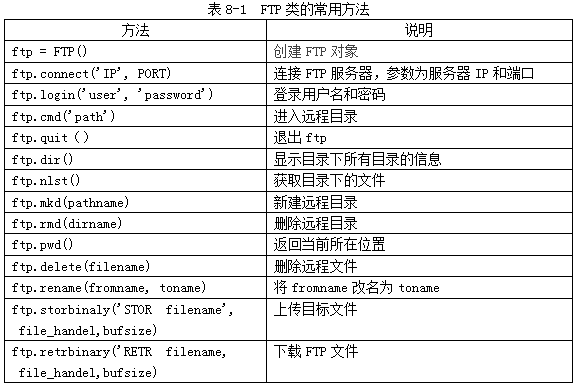 表 8-1  FTP 类的常用方法
方法 说明
ftp = FTP() 创建 FTP 对象
ftp.connect('IP', PORT) 连接 FTP 服务器，参数为服务器 IP 和端口
ftp.login('user', 'password') 登录用户名和密码
ftp.cmd('path') 进入远程目录
ftp.quit () 退出 ftp
ftp.dir() 显示目录下所有目录的信息
ftp.nlst() 获取目录下的文件
ftp.mkd(pathname) 新建远程目录
ftp.rmd(dirname) 删除远程目录
ftp.pwd() 返回当前所在位置
ftp.delete(filename) 删除远程文件
ftp.rename(fromname, toname) 将 fromname 改名为 toname
ftp.storbinaly('STOR  filename', 上传目标文件
file_handel,bufsize)
ftp.retrbinary('RETR  filename, 下载 FTP 文件
file_handel,bufsize)